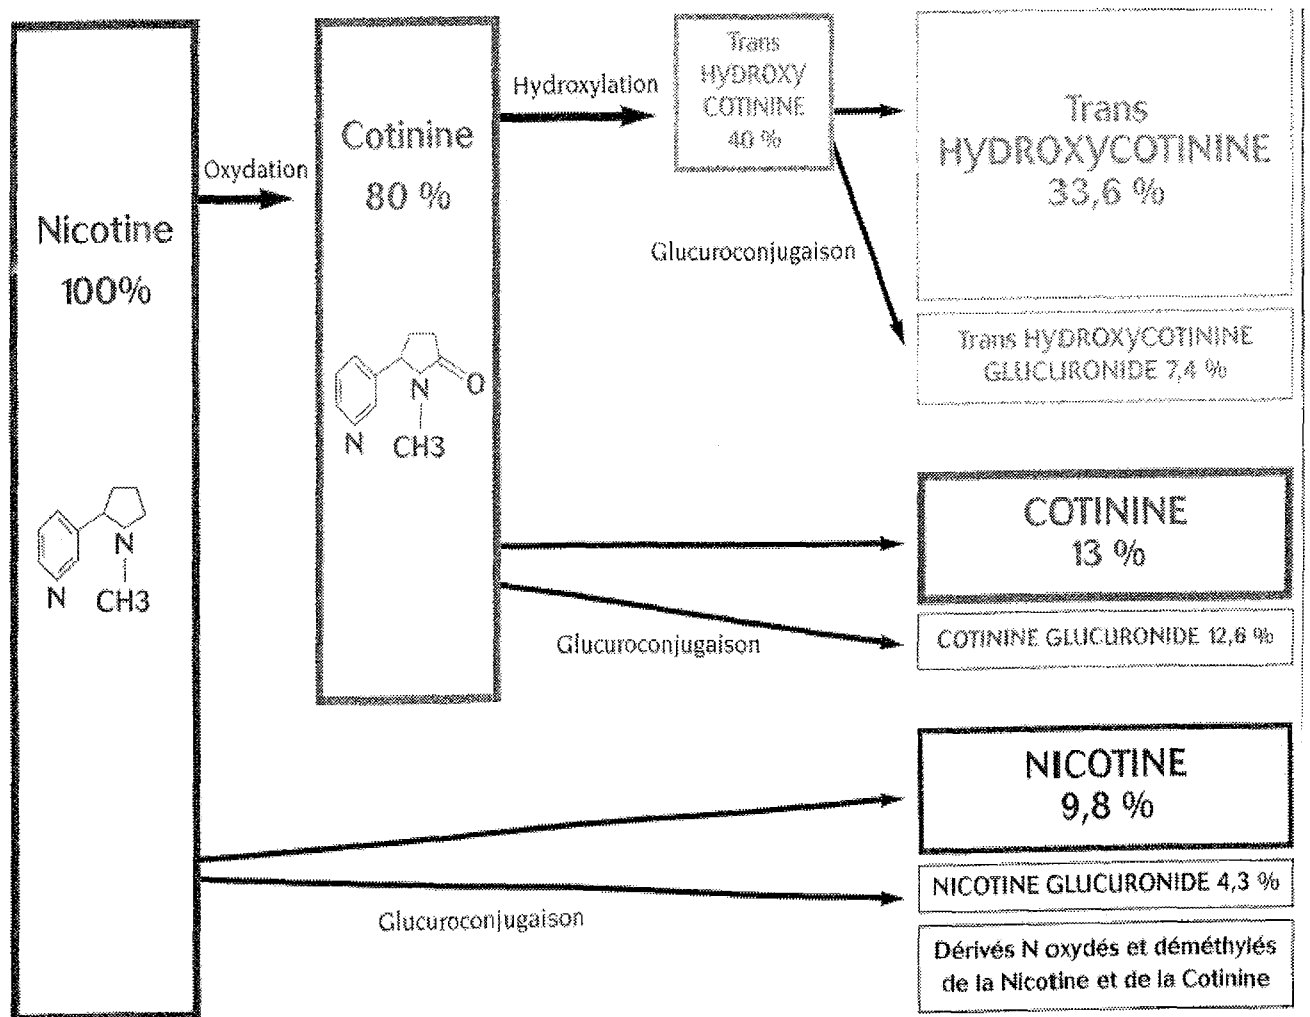 Nicotine
100%
N
N
CH3
Oxydation
Cotinine
80 %
N
O
N
CH3
Hydroxylation
Trans
HYDROXY
COTININE
40 %
Glucuroconjugaison
Trans
HYDROXYCOTININE
33,6 %
Trans HYDROXYCOTININE
GLUCURONIDE 7,4 %
COTININE
13 %
Glucuroconjugaison
COTININE GLUCURONIDE 12,6 %
NICOTINE
9,8 %
Glucuroconjugaison
NICOTINE GLUCURONIDE 4,3 %
Dérivés N oxydés et déméthylés
de la Nicotine et de la Cotinine